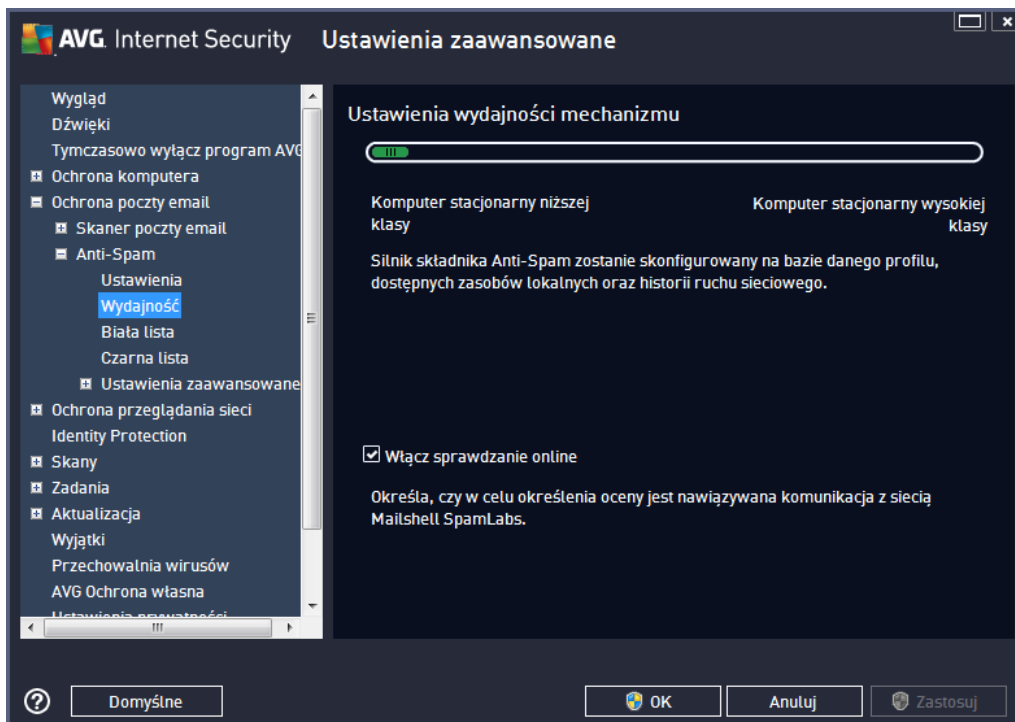 AVG. Internet Security
Ustawienia zaawansowane
Wygląd
Dźwięki
Tymczasowo wyłącz program AVG
Ochrona komputera
Ochrona poczty email
Skaner poczty email
Anti-Spam
Ustawienia
Wydajność
Biała lista
Czarna lista
Ustawienia zaawansowane
Ochrona przeglądania sieci
Identity Protection
Skany
Zadania
Aktualizacja
Wyjątki
Przechowalnia wirusów
AVG Ochrona własna
Ustawienia prywatności
Ustawienia wydajności mechanizmu
Komputer stacjonarny niższej
klasy
Komputer stacjonarny wysokiej
klasy
Silnik składnika Anti-Spam zostanie skonfigurowany na bazie danego profilu,
dostępnych zasobów lokalnych oraz historii ruchu sieciowego.
Włącz sprawdzanie online
Określa, czy w celu określenia oceny jest nawiązywana komunikacja z siecią
Mailshell SpamLabs.
Domyślne
OK
Anuluj
Zastosuj